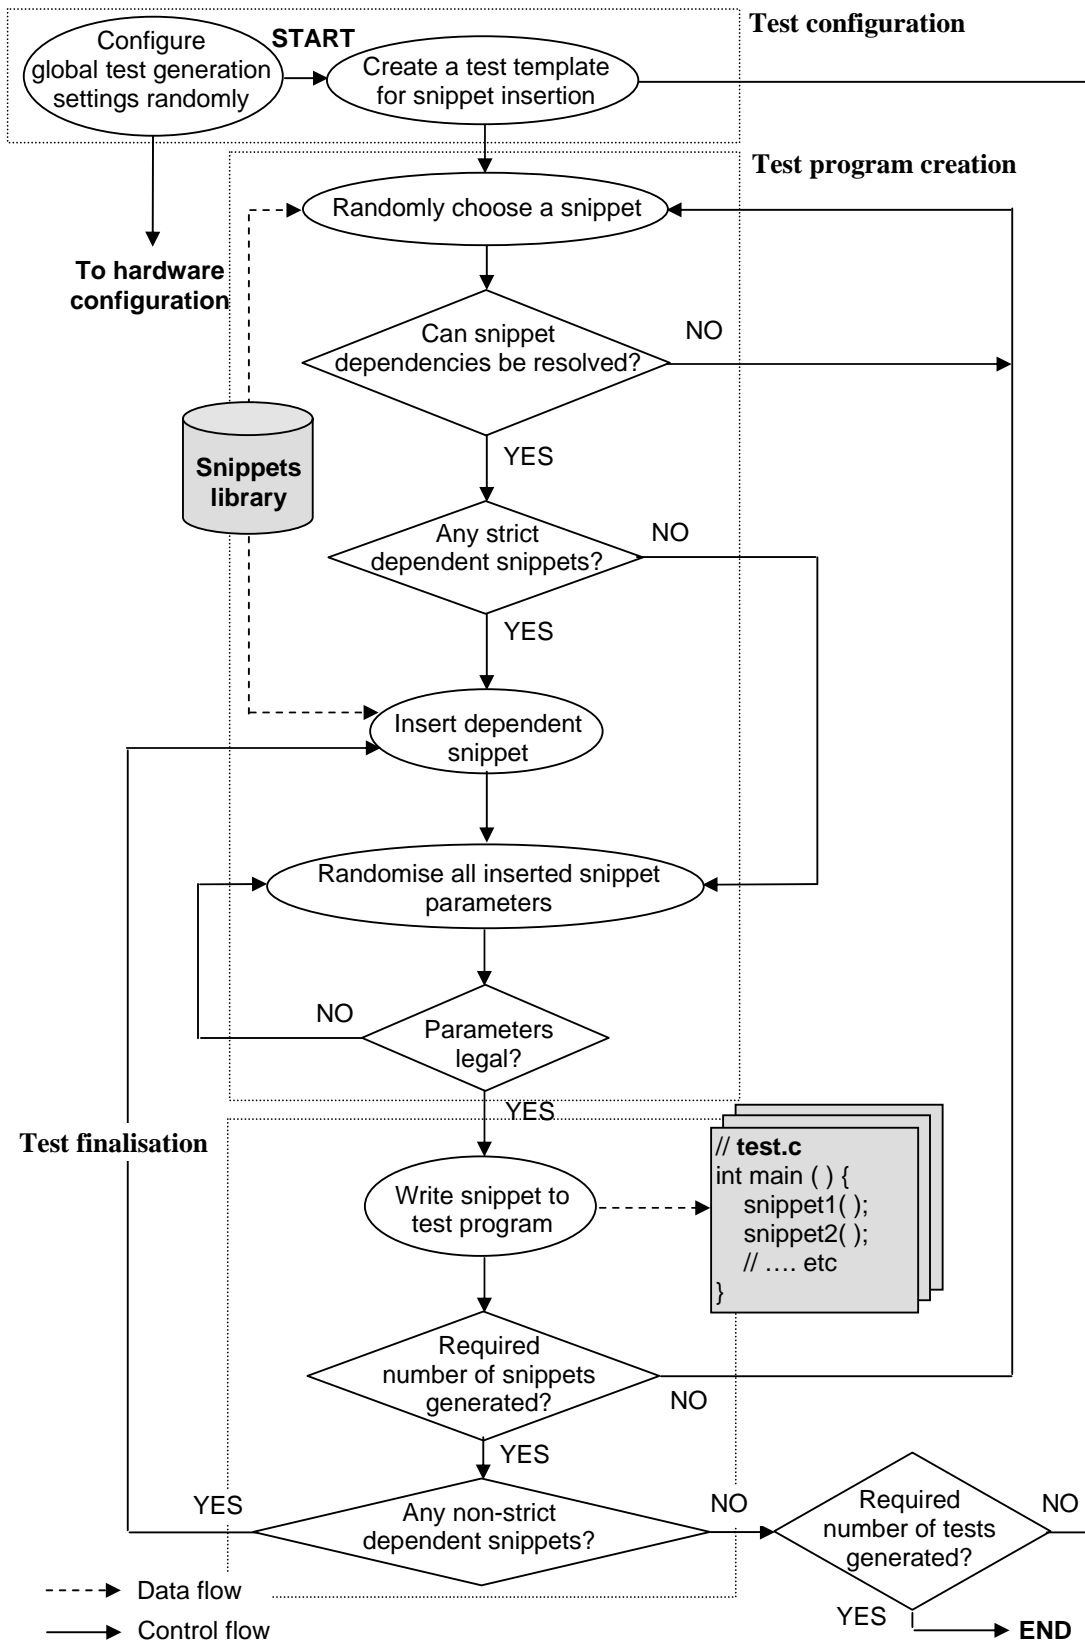 Test configuration
Configure
global test generation
settings randomly
START
Create a test template
for snippet insertion
Test program creation
Randomly choose a snippet
To hardware
configuration
Can snippet
dependencies be resolved?
NO
YES
Snippets
library
Any strict
dependent snippets?
NO
YES
Insert dependent
snippet
Randomise all inserted snippet
parameters
NO
Parameters
legal?
YES
Test finalisation
Write snippet to
test program
// test.c
int main ( ) {
snippet1( );
snippet2( );
// …. etc
}
Required
number of snippets
generated?
NO
YES
YES
Any non-strict
dependent snippets?
NO
Required
number of tests
generated?
NO
YES
END
Data flow
Control flow